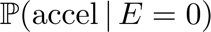 ℙ(accel | E = 0)